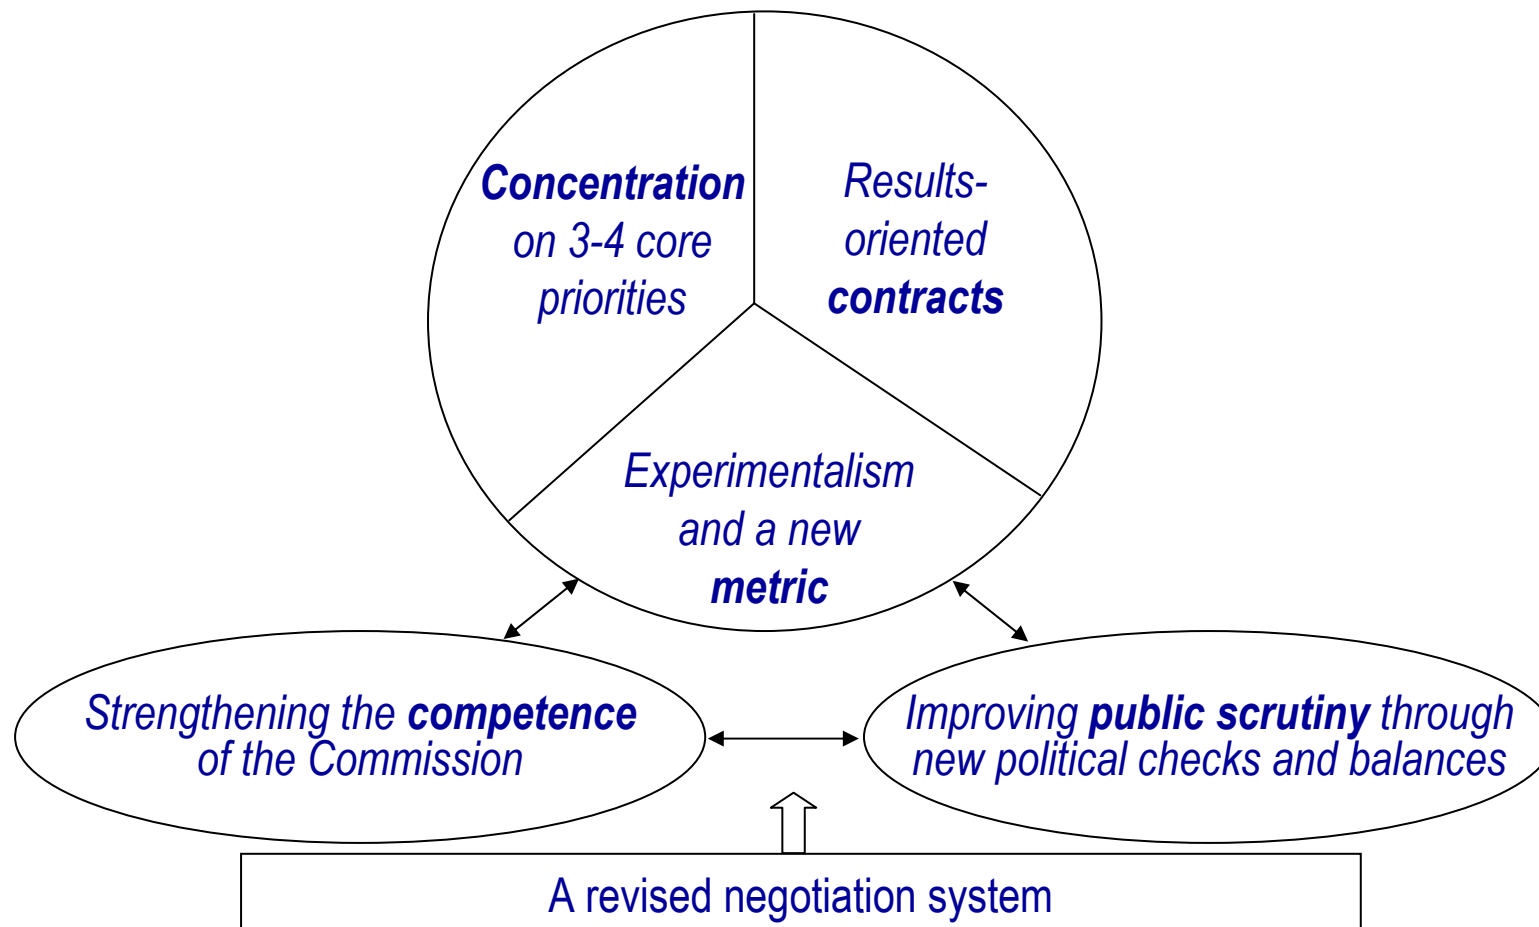 Concentration
on 3-4 core
priorities
Results-
oriented
contracts
Experimentalism
and a new
metric
Strengthening the competence
of the Commission
Improving public scrutiny through
new political checks and balances
A revised negotiation system